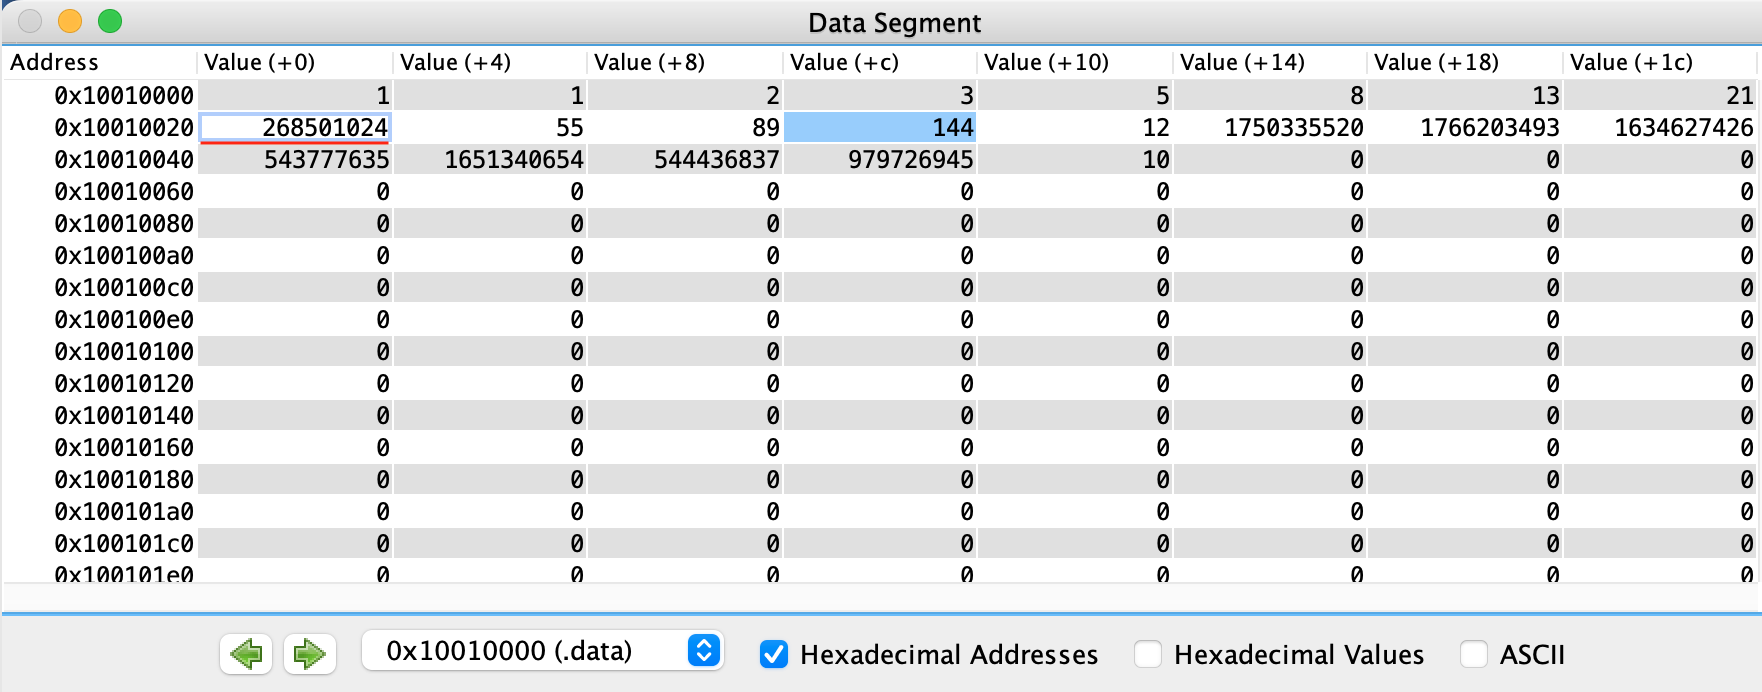 Data Segment
Address Value (+0) Value (+4) Value (+8) Value (+c) Value (+10) Value (+14) Value (+18) Value (+1c)
0x10010000 1 1 2 3 5 8 13 21
0x10010020 268501024 55 89 144 12 1750335520 1766203493 1634627426
0x10010040 543777635 1651340654 544436837 979726945 10 0 0 0
0x10010060 0 0 0 0 0 0 0 0
0x10010080 0 0 0 0 0 0 0 0
0x100100a0 0 0 0 0 0 0 0 0
0x100100c0 0 0 0 0 0 0 0 0
0x100100e0 0 0 0 0 0 0 0 0
0x10010100 0 0 0 0 0 0 0 0
0x10010120 0 0 0 0 0 0 0 0
0x10010140 0 0 0 0 0 0 0 0
0x10010160 0 0 0 0 0 0 0 0
0x10010180 0 0 0 0 0 0 0 0
0x100101a0 0 0 0 0 0 0 0 0
0x100101c0 0 0 0 0 0 0 0 0
0x100101e0 0 0 0 0 0 0 0 0
0x10010000 (.data) Hexadecimal Addresses Hexadecimal Values ASCII